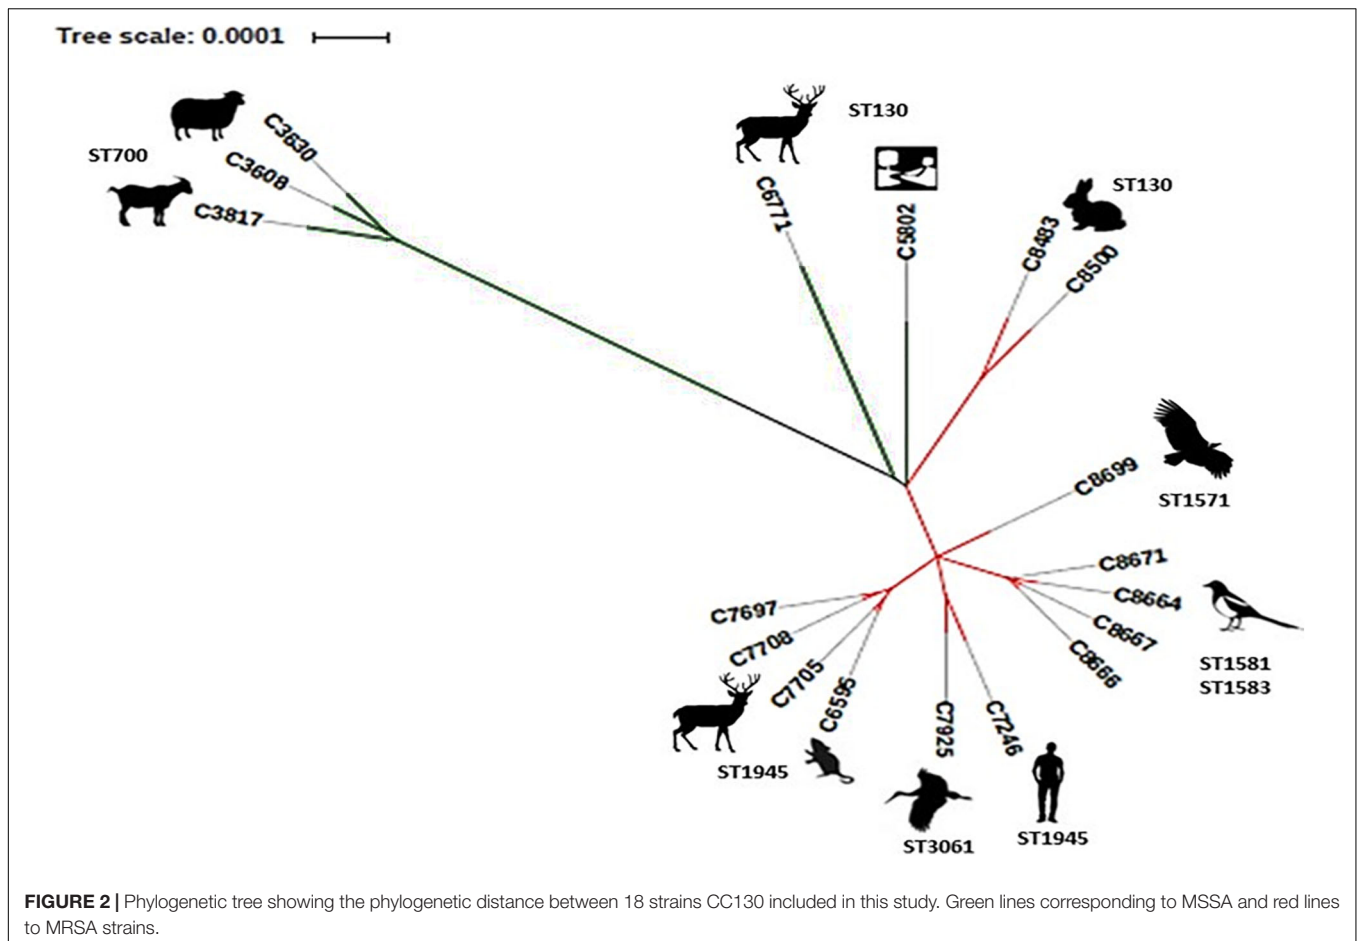 Tree scale: 0.0001
ST130
C3630
ST700
C3608
C6771
ST130
C3817
C5802
C8483
C8500
C8699
ST1571
C8671
C8664
C7697
C8667
C7708
C8666
ST1581
C7705
ST1583
C6595
C7925
C7246
ST1945
ST3061
ST1945
FIGURE 2 | Phylogenetic tree showing the phylogenetic distance between 18 strains CC130 included in this study. Green lines corresponding to MSSA and red lines
to MRSA strains.